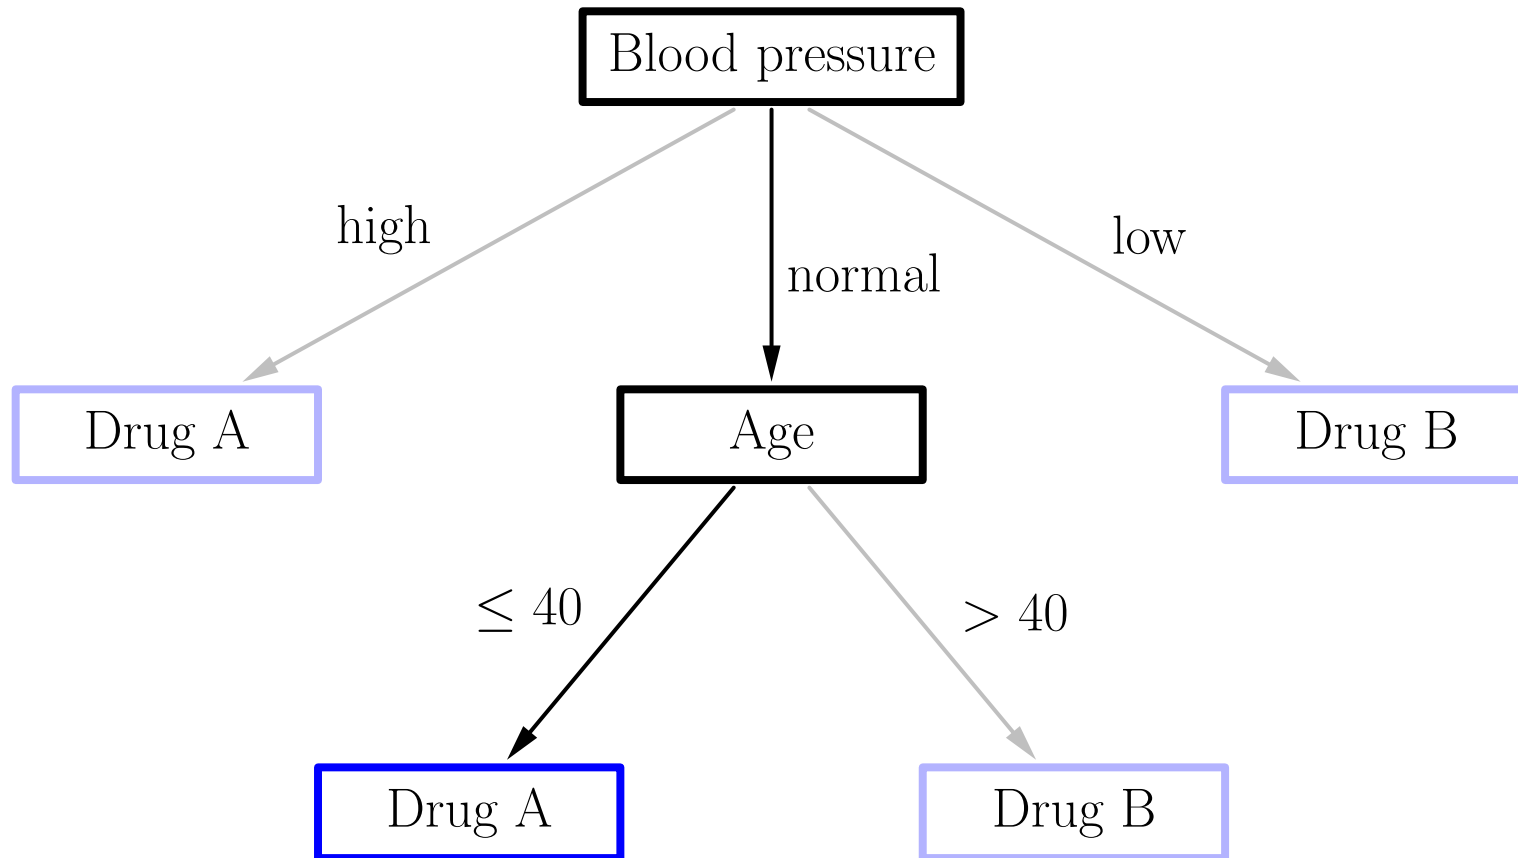 Blood pressure
high
low
normal
Drug A
Age
Drug B
≤ 40
> 40
Drug A
Drug B